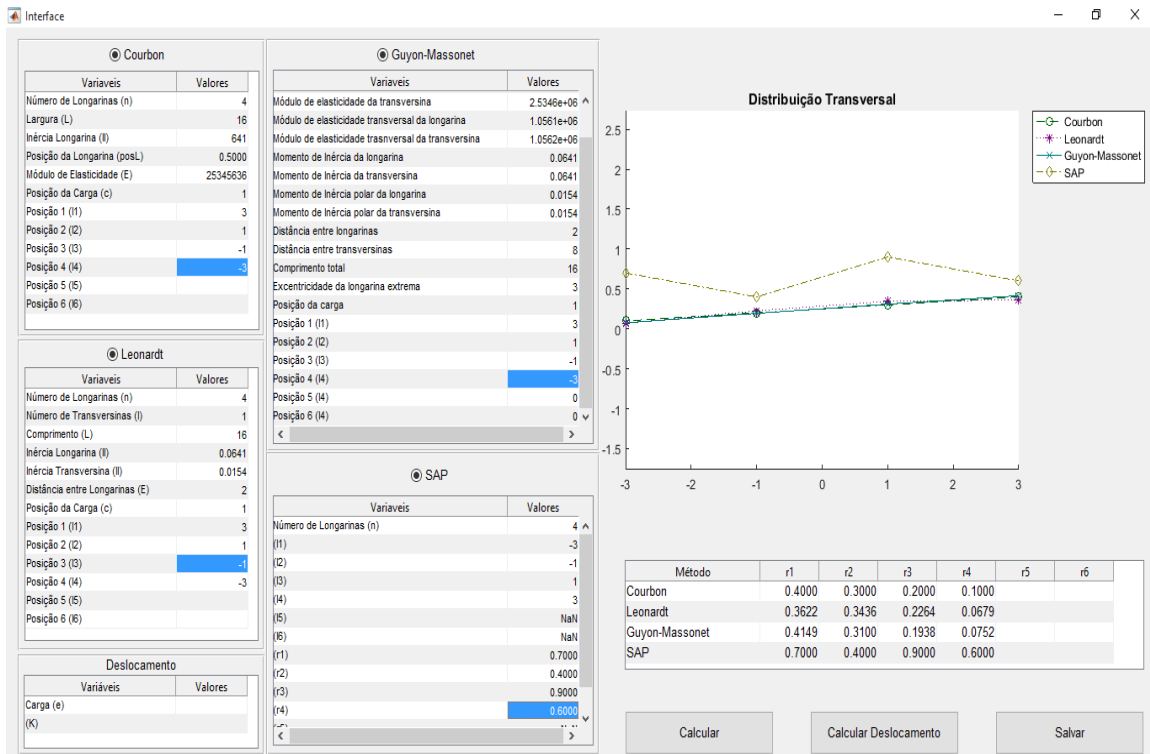 Interface
Courbon
Variaveis Valores
Número de Longarinas (n) 4
Largura (L) 16
Inércia Longarina (Il) 641
Posição da Longarina (posL) 0.5000
Módulo de Elasticidade (E) 25345636
Posição da Carga (c) 1
Posição 1 (l1) 3
Posição 2 (l2) 1
Posição 3 (l3) -1
Posição 4 (l4) -3
Posição 5 (l5)
Posição 6 (l6)
Leonardt
Variaveis Valores
Número de Longarinas (n) 4
Número de Transversinas (l) 1
Comprimento (L) 16
Inércia Longarina (Il) 0.0641
Inércia Transversina (Il) 0.0154
Distância entre Longarinas (E) 2
Posição da Carga (c) 1
Posição 1 (l1) 3
Posição 2 (l2) 1
Posição 3 (l3) -1
Posição 4 (l4) -3
Posição 5 (l5)
Posição 6 (l6)
Deslocamento
Variáveis Valores
Carga (e)
(K)
Guyon-Massonet
Variaveis Valores
Módulo de elasticidade da transversina 2.5346e+06
Módulo de elasticidade transversal da longarina 1.0561e+06
Módulo de elasticidade trasnversal da transversina 1.0562e+06
Momento de Inércia da longarina 0.0641
Momento de Inércia da transversina 0.0641
Momento de Inércia polar da longarina 0.0154
Momento de Inércia polar da transversina 0.0154
Distância entre longarinas 2
Distância entre transversinas 8
Comprimento total 16
Excentricidade da longarina extrema 3
Posição da carga 1
Posição 1 (l1) 3
Posição 2 (l2) 1
Posição 3 (l3) -1
Posição 4 (l4) -3
Posição 5 (l4) 0
Posição 6 (l4) 0
SAP
Variaveis Valores
Número de Longarinas (n) 4
(l1) -3
(l2) -1
(l3) 1
(l4) 3
(l5) NaN
(l6) NaN
(r1) 0.7000
(r2) 0.4000
(r3) 0.9000
(r4) 0.6000
Distribuição Transversal
2.5
2
1.5
1
0.5
0
-0.5
-1
-1.5
-3 -2 -1 0 1 2 3
Courbon
Leonardt
Guyon-Massonet
SAP
Método r1 r2 r3 r4 r5 r6
Courbon 0.4000 0.3000 0.2000 0.1000
Leonardt 0.3622 0.3436 0.2264 0.0679
Guyon-Massonet 0.4149 0.3100 0.1938 0.0752
SAP 0.7000 0.4000 0.9000 0.6000
Calcular
Calcular Deslocamento
Salvar